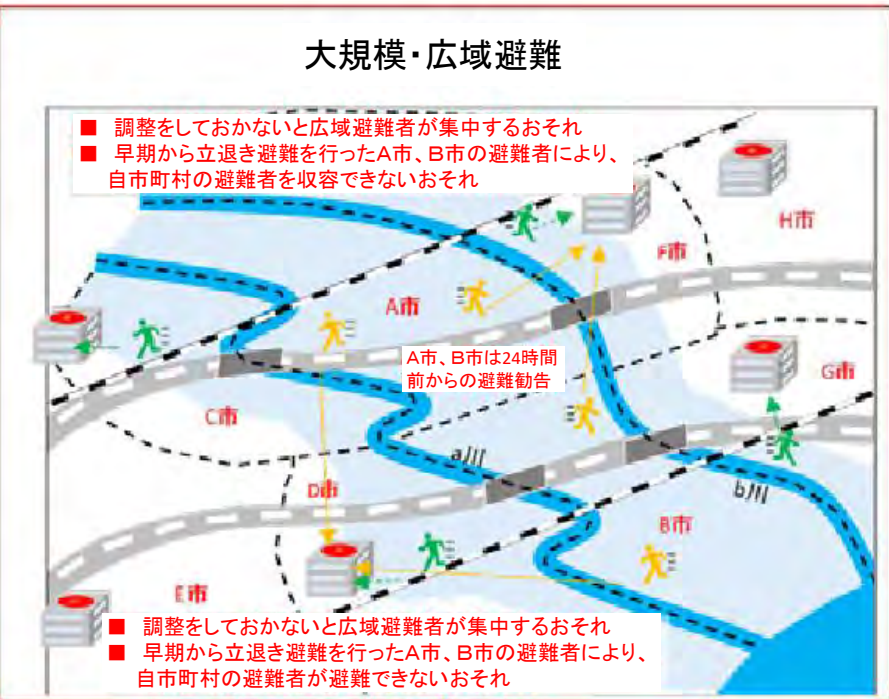 大規模・広域避難
■ 調整をしておかないと広域避難者が集中するおそれ
■ 早期から立退き避難を行ったA市、B市の避難者により、
自市町村の避難者を収容できないおそれ
H市
F市
A市
A市、B市は24時間
前からの避難勧告
G市
C市
a川
D市
b川
B市
E市
■ 調整をしておかないと広域避難者が集中するおそれ
■ 早期から立退き避難を行ったA市、B市の避難者により、
自市町村の避難者が避難できないおそれ